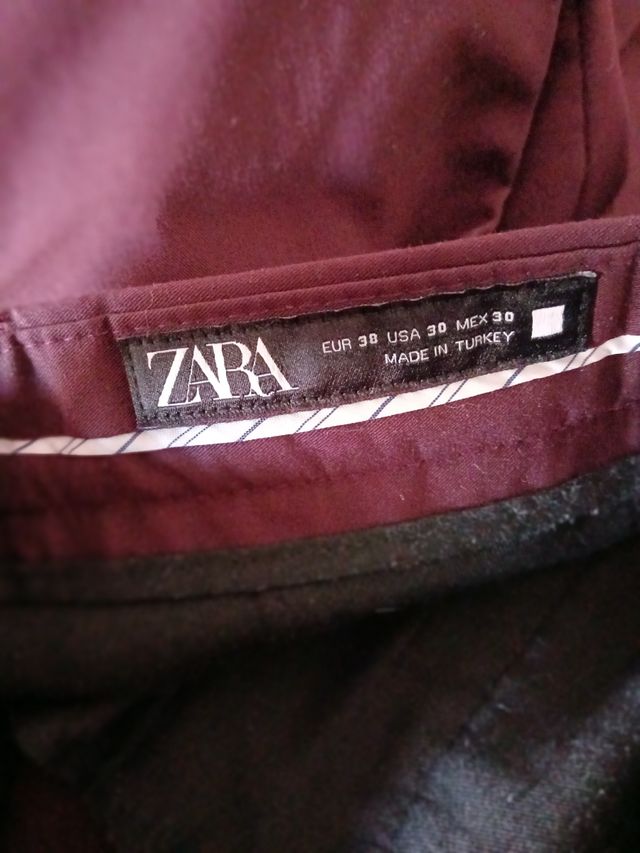 ZARA
EUR 38 USA 30 MEX 30
MADE IN TURKEY